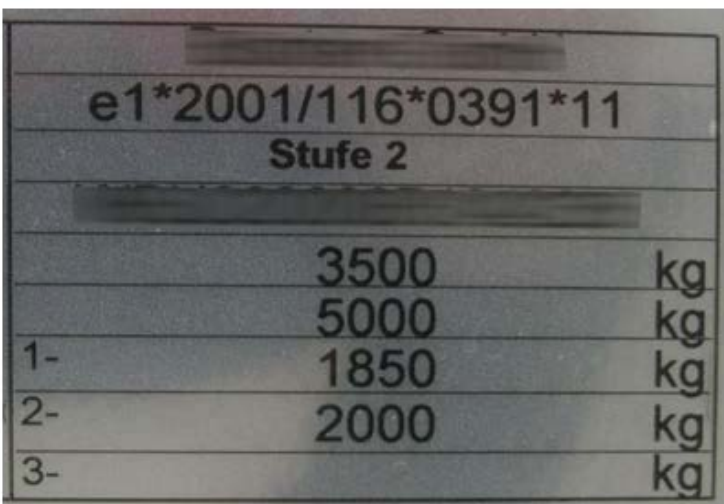 e1*2001/116*0391*11
Stufe 2
3500 kg
5000 kg
1- 1850 kg
2- 2000 kg
3- kg